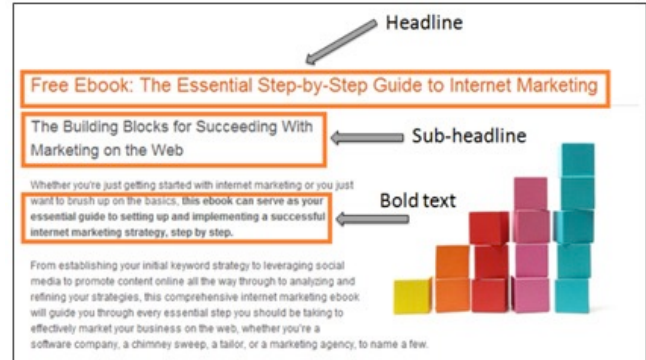 Headline
Free Ebook: The Essential Step-by-Step Guide to Internet Marketing
The Building Blocks for Succeeding With
Marketing on the Web
Sub-headline
Whether you're just getting started with internet marketing or you just
want to brush up on the basics, this ebook can serve as your
essential guide to setting up and implementing a successful
internet marketing strategy, step by step.
Bold text
From establishing your initial keyword strategy to leveraging social
media to promote content online all the way through to analyzing and
refining your strategies, this comprehensive internet marketing ebook
will guide you through every essential step you should be taking to
effectively market your business on the web, whether you're a
software company, a chimney sweep, a tailor, or a marketing agency, to name a few.